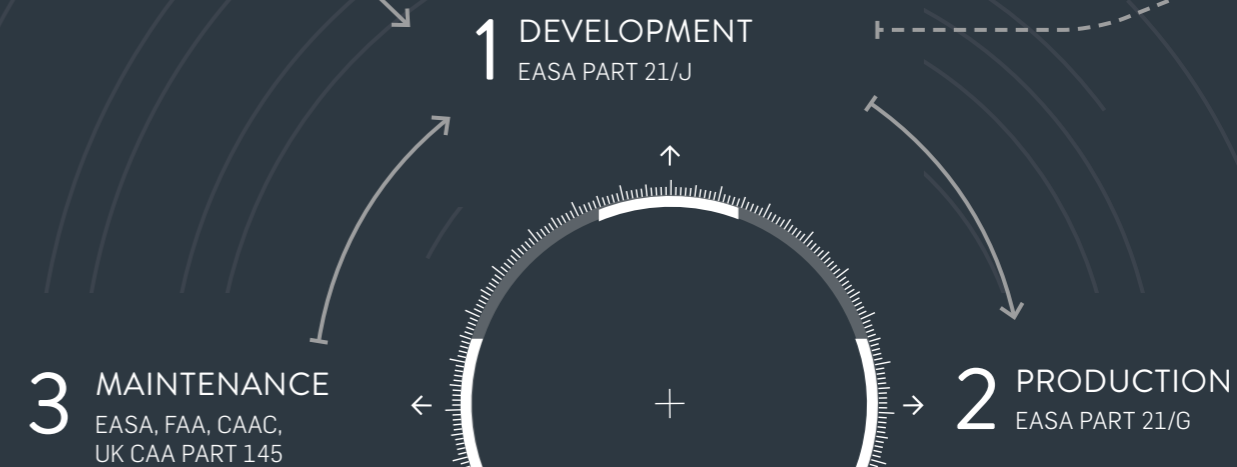 1 DEVELOPMENT
EASA PART 21/J
3 MAINTENANCE
EASA, FAA, CAAC,
UK CAA PART 145
2 PRODUCTION
EASA PART 21/G